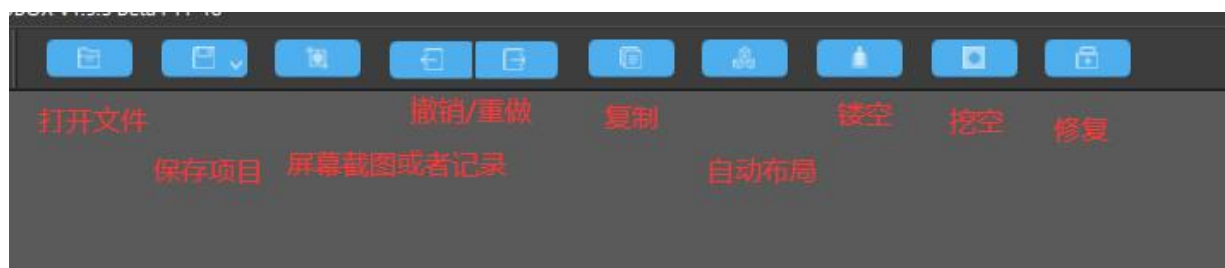 打开文件
保存项目
屏幕截图或者记录
撤销/重做
复制
自动布局
镂空
挖空
修复